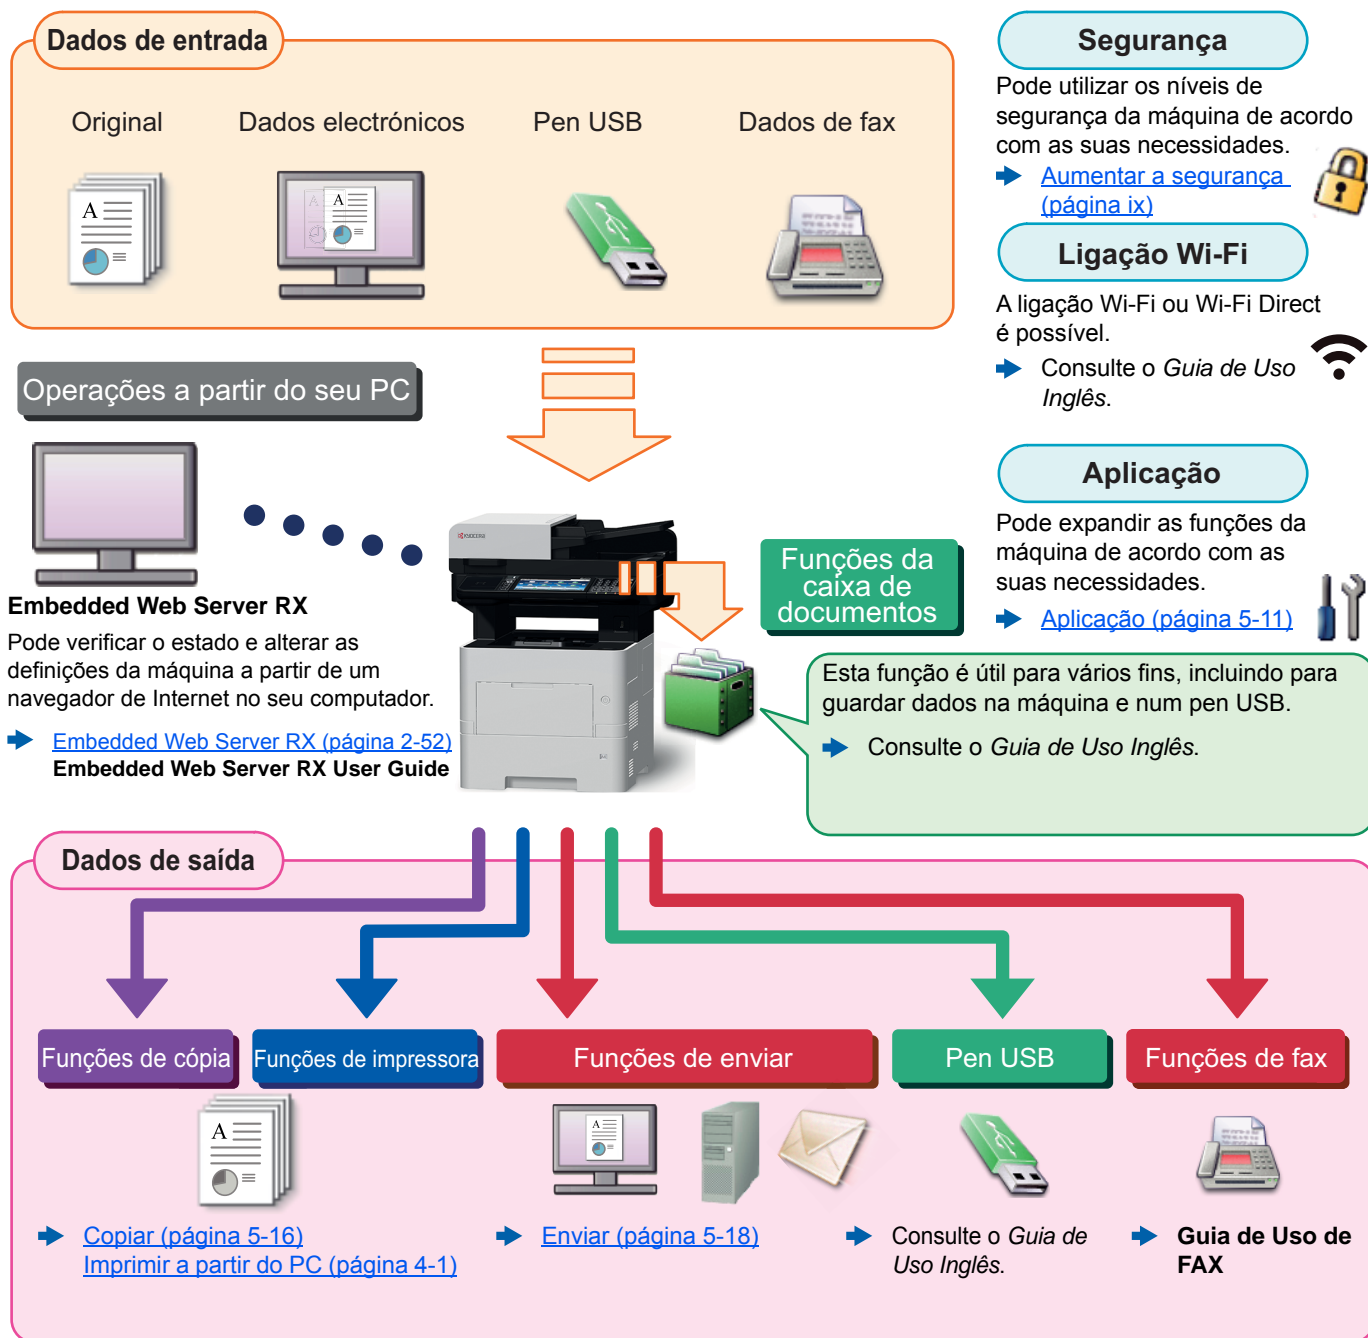 Dados de entrada
Original
Dados electrónicos
Pen USB
Dados de fax
Segurança
Pode utilizar os níveis de
segurança da máquina de acordo
com as suas necessidades.
Aumentar a segurança
(página ix)
Ligação Wi-Fi
A ligação Wi-Fi ou Wi-Fi Direct
é possível.
Consulte o Guia de Uso
Inglês.
Aplicação
Pode expandir as funções da
máquina de acordo com as
suas necessidades.
Aplicação (página 5-11)
Operações a partir do seu PC
Embedded Web Server RX
Pode verificar o estado e alterar as
definições da máquina a partir de um
navegador de Internet no seu computador.
Embedded Web Server RX (página 2-52)
Embedded Web Server RX User Guide
KYOCERA
Funções da
caixa de
documentos
Esta função é útil para vários fins, incluindo para
guardar dados na máquina e num pen USB.
Consulte o Guia de Uso Inglês.
Dados de saída
Funções de cópia
Funções de impressora
Funções de enviar
Pen USB
Funções de fax
A
A
A
A
Copiar (página 5-16)
Imprimir a partir do PC (página 4-1)
Enviar (página 5-18)
Consulte o Guia de
Uso Inglês.
Guia de Uso de
FAX